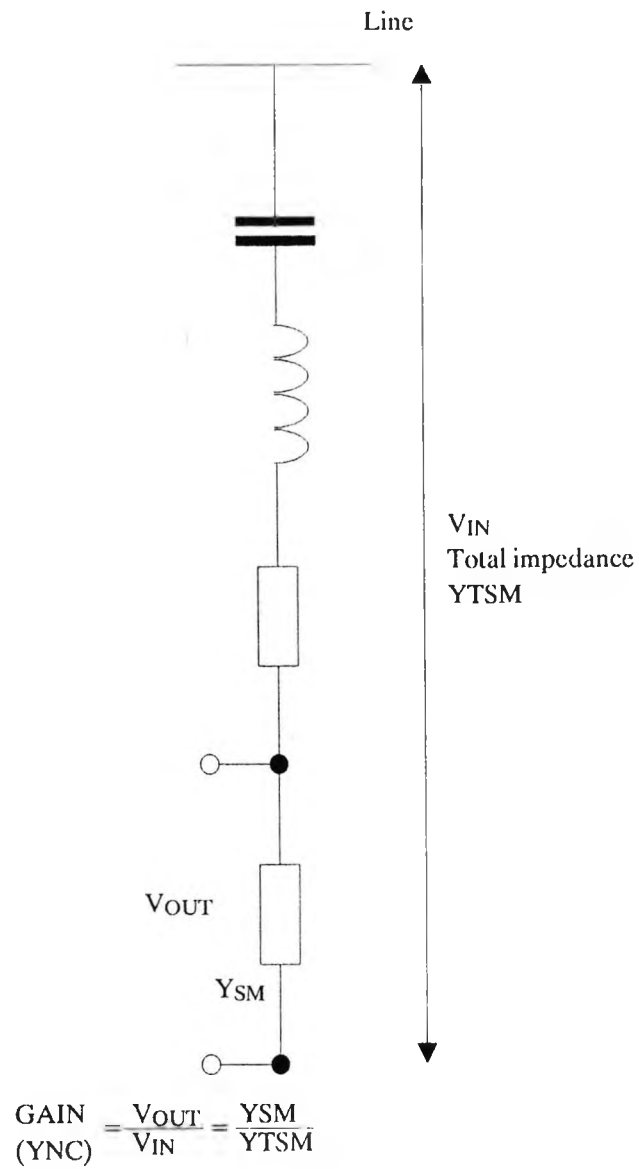 Line
VIN
Total impedance
YTSM
VOUT
YSM
GAIN (YNC) = VOUT/VIN = YSM/YTSM